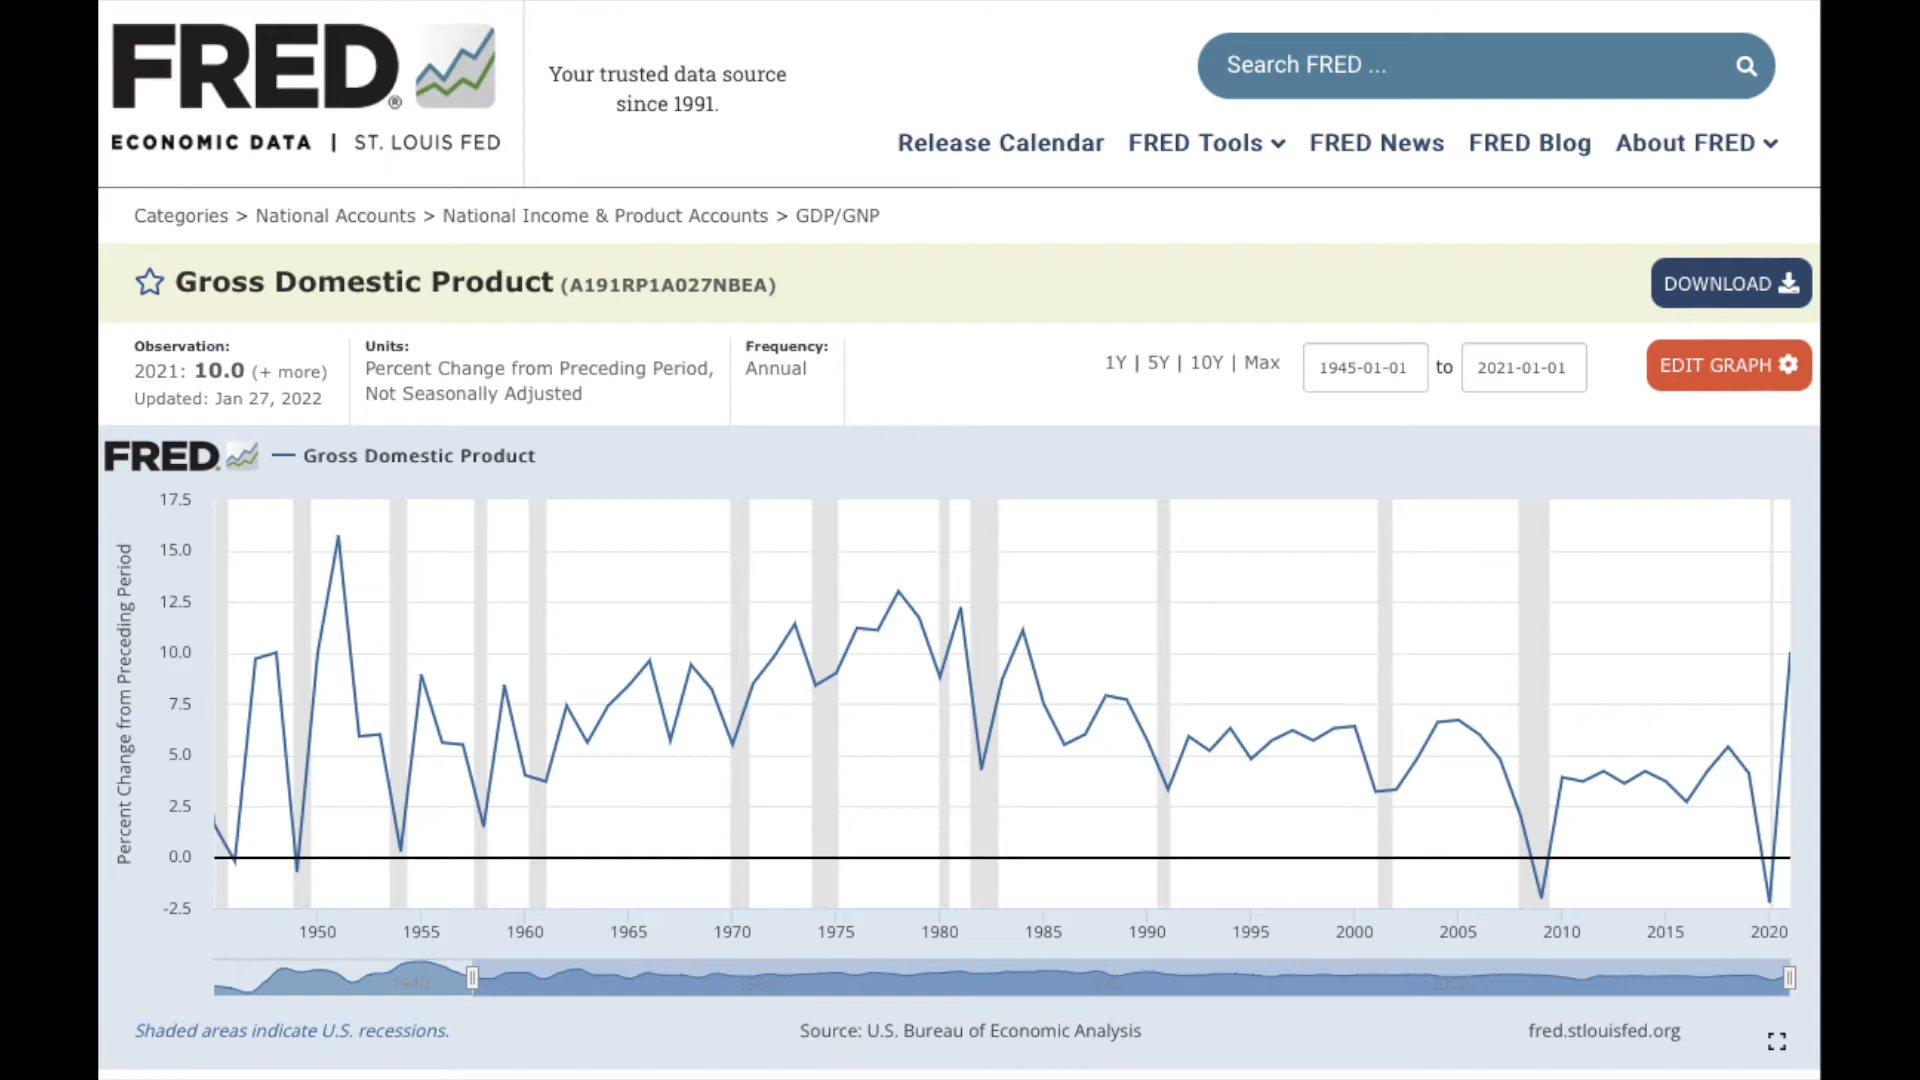 FRED®
ECONOMIC DATA | ST. LOUIS FED
Your trusted data source
since 1991.
Search FRED ...
Release Calendar FRED Tools FRED News FRED Blog About FRED
Categories > National Accounts > National Income & Product Accounts > GDP/GNP
Gross Domestic Product (A191RP1A027NBEA)
DOWNLOAD
Observation:
2021: 10.0 (+ more)
Updated: Jan 27, 2022
Units:
Percent Change from Preceding Period,
Not Seasonally Adjusted
Frequency:
Annual
1Y | 5Y | 10Y | Max
1945-01-01 to 2021-01-01
EDIT GRAPH
FRED Gross Domestic Product
Percent Change from Preceding Period
17.5
15.0
12.5
10.0
7.5
5.0
2.5
0.0
-2.5
1950 1955 1960 1965 1970 1975 1980 1985 1990 1995 2000 2005 2010 2015 2020
1940
Shaded areas indicate U.S. recessions.
Source: U.S. Bureau of Economic Analysis
fred.stlouisfed.org